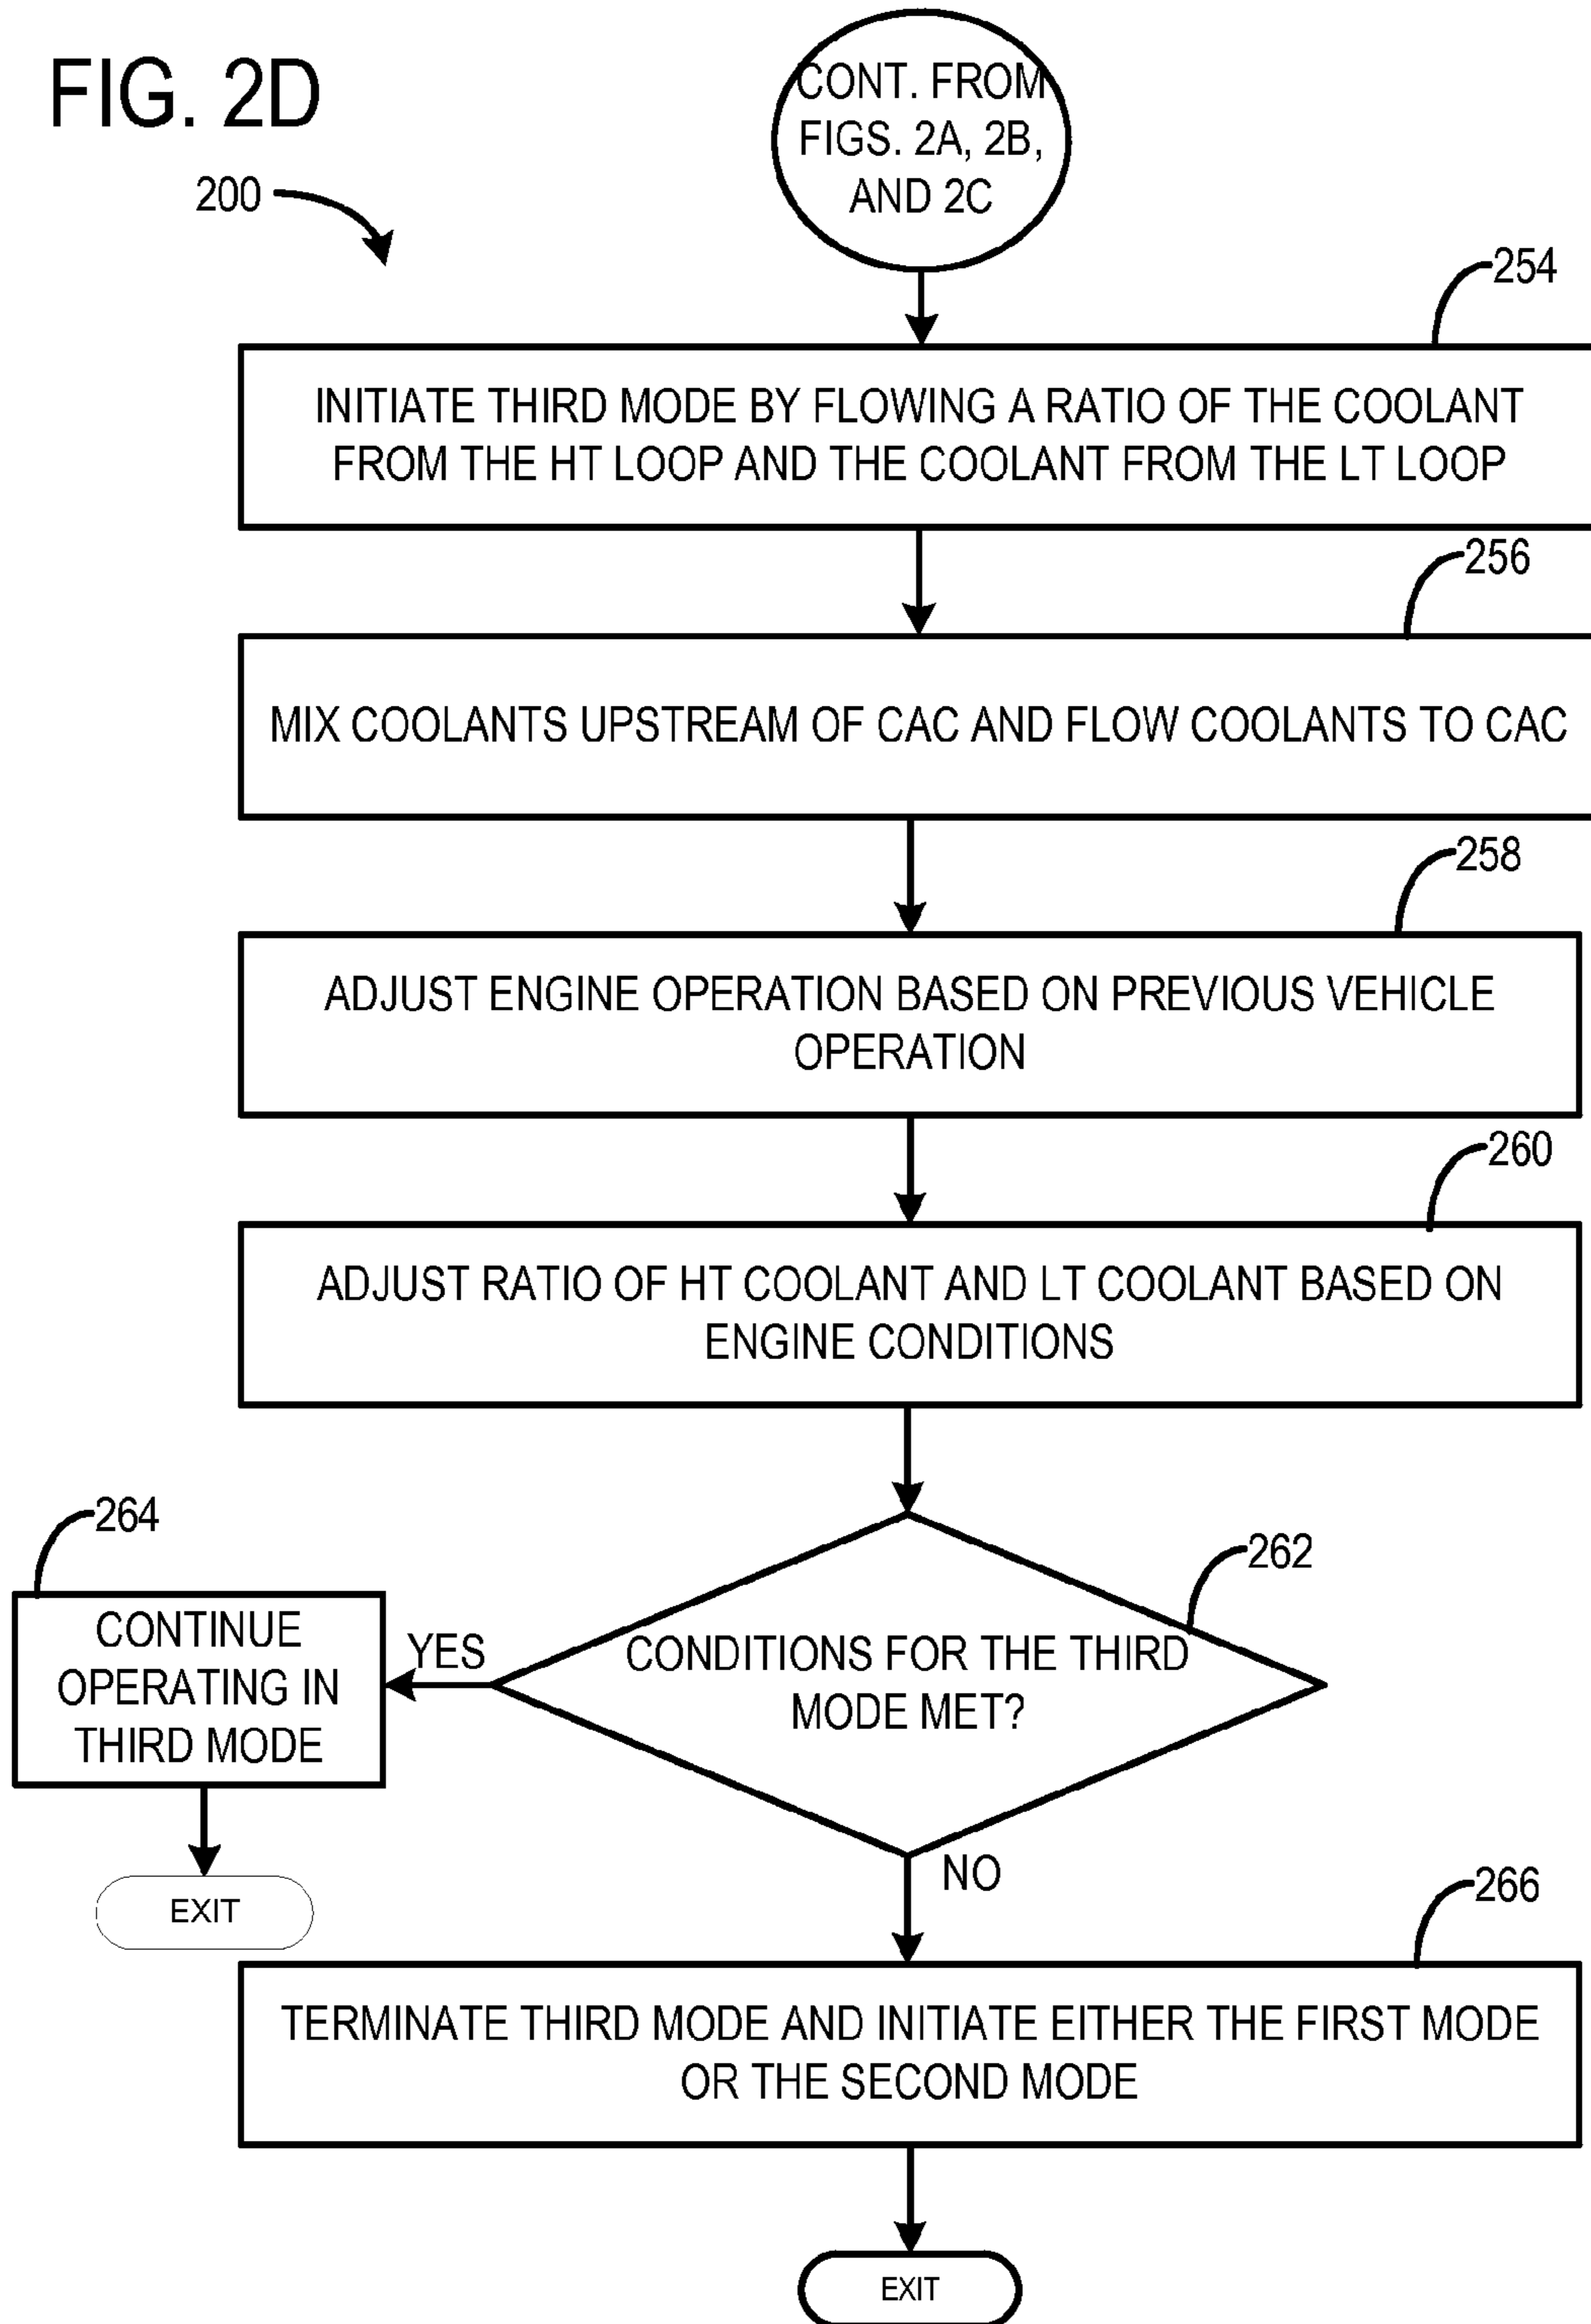 FIG. 2D
200
CONT. FROM
FIGS. 2A, 2B,
AND 2C
254
INITIATE THIRD MODE BY FLOWING A RATIO OF THE COOLANT
FROM THE HT LOOP AND THE COOLANT FROM THE LT LOOP
256
MIX COOLANTS UPSTREAM OF CAC AND FLOW COOLANTS TO CAC
258
ADJUST ENGINE OPERATION BASED ON PREVIOUS VEHICLE
OPERATION
260
ADJUST RATIO OF HT COOLANT AND LT COOLANT BASED ON
ENGINE CONDITIONS
262
CONDITIONS FOR THE THIRD
MODE MET?
YES
264
CONTINUE
OPERATING IN
THIRD MODE
EXIT
NO
266
TERMINATE THIRD MODE AND INITIATE EITHER THE FIRST MODE
OR THE SECOND MODE
EXIT